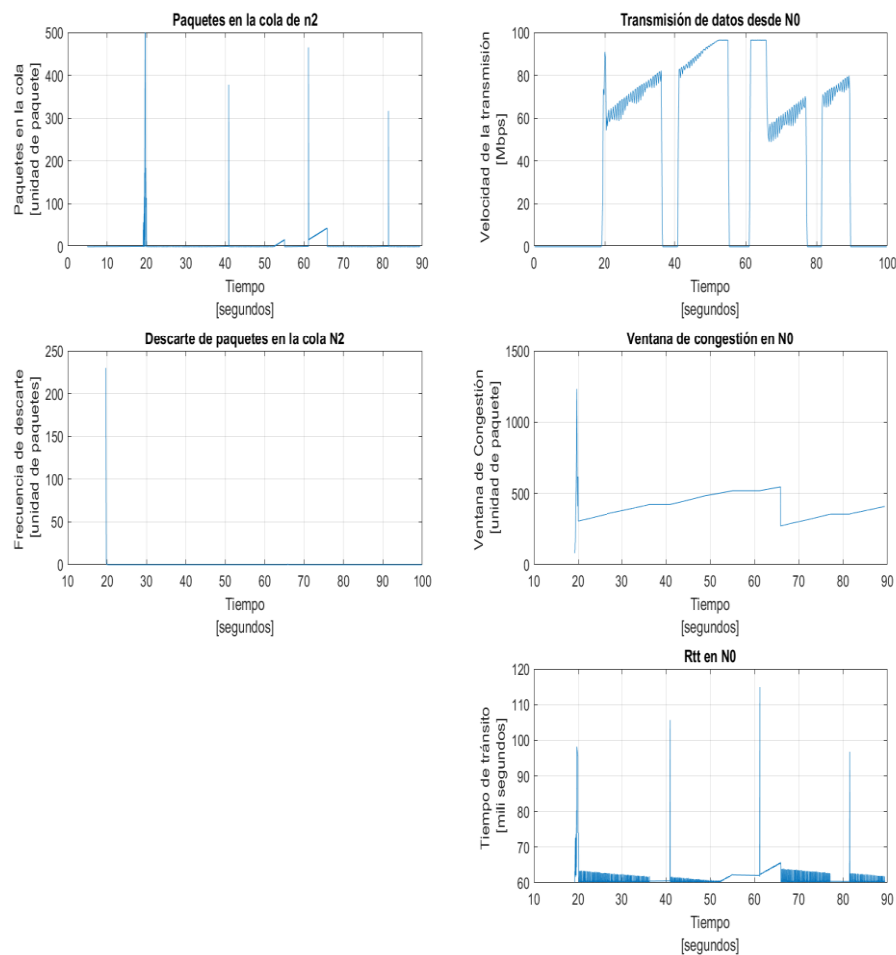 Paquetes en la cola de n2
Paquetes en la cola
[unidad de paquete]
500
400
300
200
100
0
0 10 20 30 40 50 60 70 80 90
Tiempo
[segundos]
Transmisión de datos desde N0
Velocidad de la transmisión
[Mbps]
100
80
60
40
20
0
0 20 40 60 80 100
Tiempo
[segundos]
Descarte de paquetes en la cola N2
Frecuencia de descarte
[unidad de paquetes]
250
200
150
100
50
0
10 20 30 40 50 60 70 80 90 100
Tiempo
[segundos]
Ventana de congestión en N0
Ventana de Congestión
[unidad de paquete]
1500
1000
500
0
10 20 30 40 50 60 70 80 90
Tiempo
[segundos]
Rtt en N0
Tiempo de tránsito
[mili segundos]
120
110
100
90
80
70
60
10 20 30 40 50 60 70 80 90
Tiempo
[segundos]